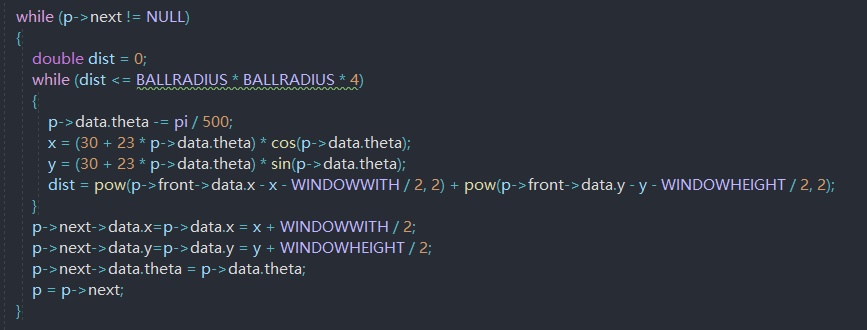 while (p->next != NULL)
{
double dist = 0;
while (dist <= BALLRADIUS * BALLRADIUS * 4)
{
p->data.theta -= pi / 500;
x = (30 + 23 * p->data.theta) * cos(p->data.theta);
y = (30 + 23 * p->data.theta) * sin(p->data.theta);
dist = pow(p->front->data.x - x - WINDOWWITH / 2, 2) + pow(p->front->data.y - y - WINDOWHEIGHT / 2, 2);
}
p->next->data.x=p->data.x = x + WINDOWWITH / 2;
p->next->data.y=p->data.y = y + WINDOWHEIGHT / 2;
p->next->data.theta = p->data.theta;
p = p->next;
}